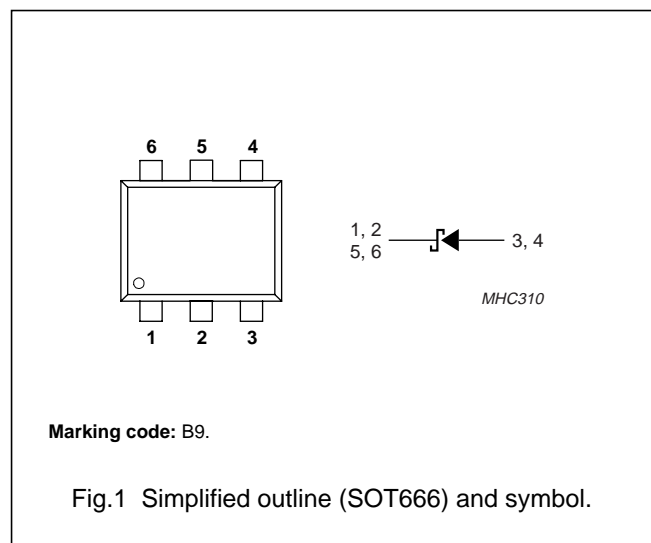 6 5 4
1, 2 3, 4
5, 6
MHC310
1 2 3
Marking code: B9.
Fig.1 Simplified outline (SOT666) and symbol.